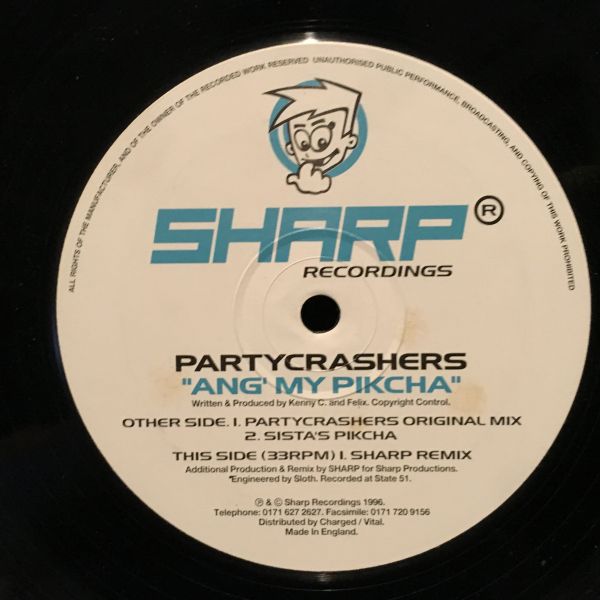 ALL RIGHTS OF THE MANUFACTURER, AND OF THE OWNER OF THE RECORDED WORK RESERVED UNAUTHORISED PUBLIC PERFORMANCE, BROADCASTING, AND COPYING OF THIS WORK PROHIBITED
SHARP ®
RECORDINGS
PARTYCRASHERS
"ANG' MY PIKCHA"
Written & Produced by Kenny C. and Felix. Copyright Control.
OTHER SIDE. 1. PARTYCRASHERS ORIGINAL MIX
2. SISTA'S PIKCHA
THIS SIDE (33RPM) 1. SHARP REMIX
Additional Production & Remix by SHARP for Sharp Productions.
*Engineered by Sloth. Recorded at State 51.
℗ & © Sharp Recordings 1996.
Telephone: 0171 627 2627. Facsimile: 0171 720 9156
Distributed by Charged / Vital.
Made in England.